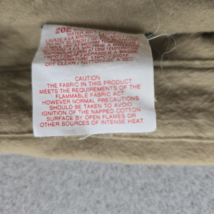 CAUTION
THE FABRIC IN THIS PRODUCT
MEETS THE REQUIREMENTS OF THE
FLAMMABLE FABRIC ACT.
HOWEVER NORMAL PRECAUTIONS
SHOULD BE TAKEN TO AVOID
IGNITION OF THE NAPPED COTTON
SURFACE BY OPEN FLAMES OR
OTHER SOURCES OF INTENSE HEAT